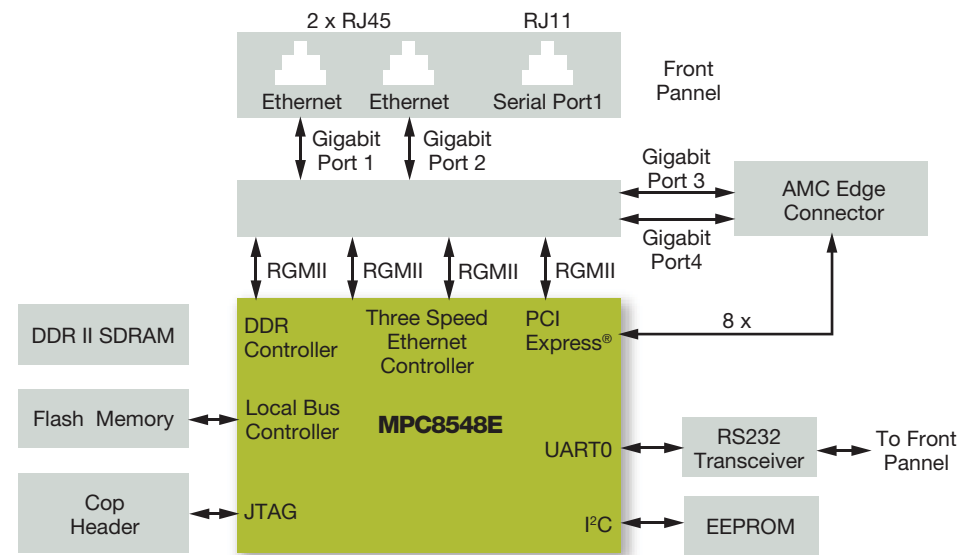 2 x RJ45
RJ11
Ethernet
Ethernet
Serial Port1
Front
Pannel
Gigabit
Port 1
Gigabit
Port 2
Gigabit
Port 3
AMC Edge
Connector
Gigabit
Port4
RGMII
RGMII
RGMII
RGMII
DDR II SDRAM
DDR
Controller
Three Speed
Ethernet
Controller
PCI
Express®
8 x
Flash Memory
Local Bus
Controller
MPC8548E
UART0
RS232
Transceiver
To Front
Pannel
Cop
Header
JTAG
I²C
EEPROM